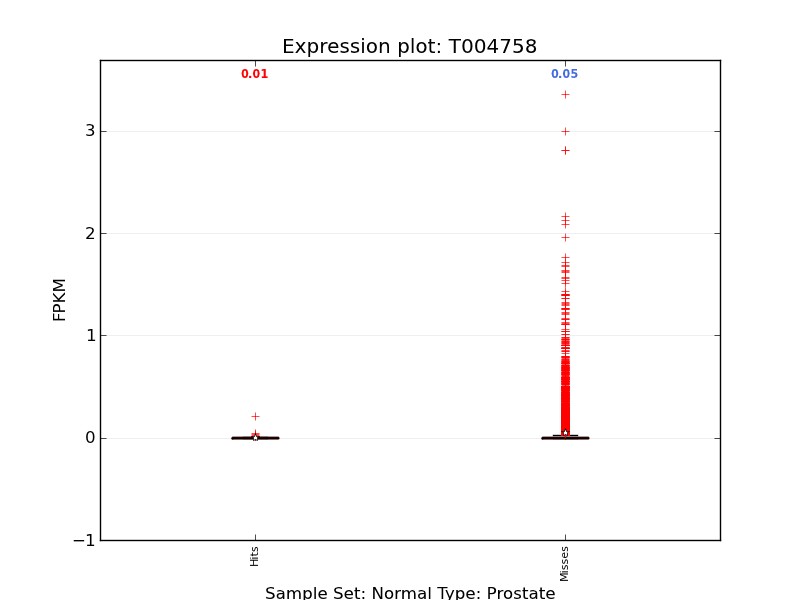 Expression plot: T004758
0.01
0.05
3
2
1
0
−1
FPKM
Hits
Misses
Sample Set: Normal Type: Prostate